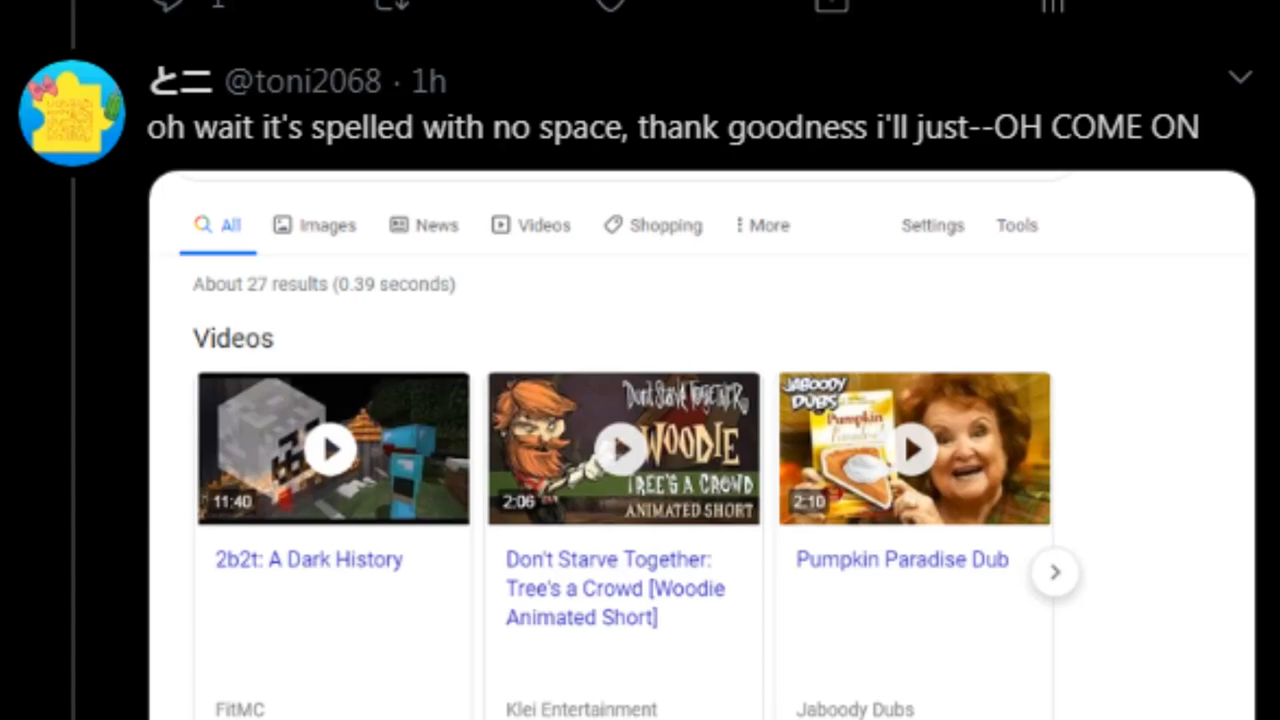 1
とニ @toni2068 · 1h
oh wait it's spelled with no space, thank goodness i'll just--OH COME ON
All Images News Videos Shopping More Settings Tools
About 27 results (0.39 seconds)
Videos
11:40
Don't Starve Together
WOODIE
TREE'S A CROWD
ANIMATED SHORT
2:06
JABOODY
DUBS
Pumpkin
Paradise
2:10
2b2t: A Dark History
Don't Starve Together:
Tree's a Crowd [Woodie
Animated Short]
Pumpkin Paradise Dub
FitMC
Klei Entertainment
Jaboody Dubs